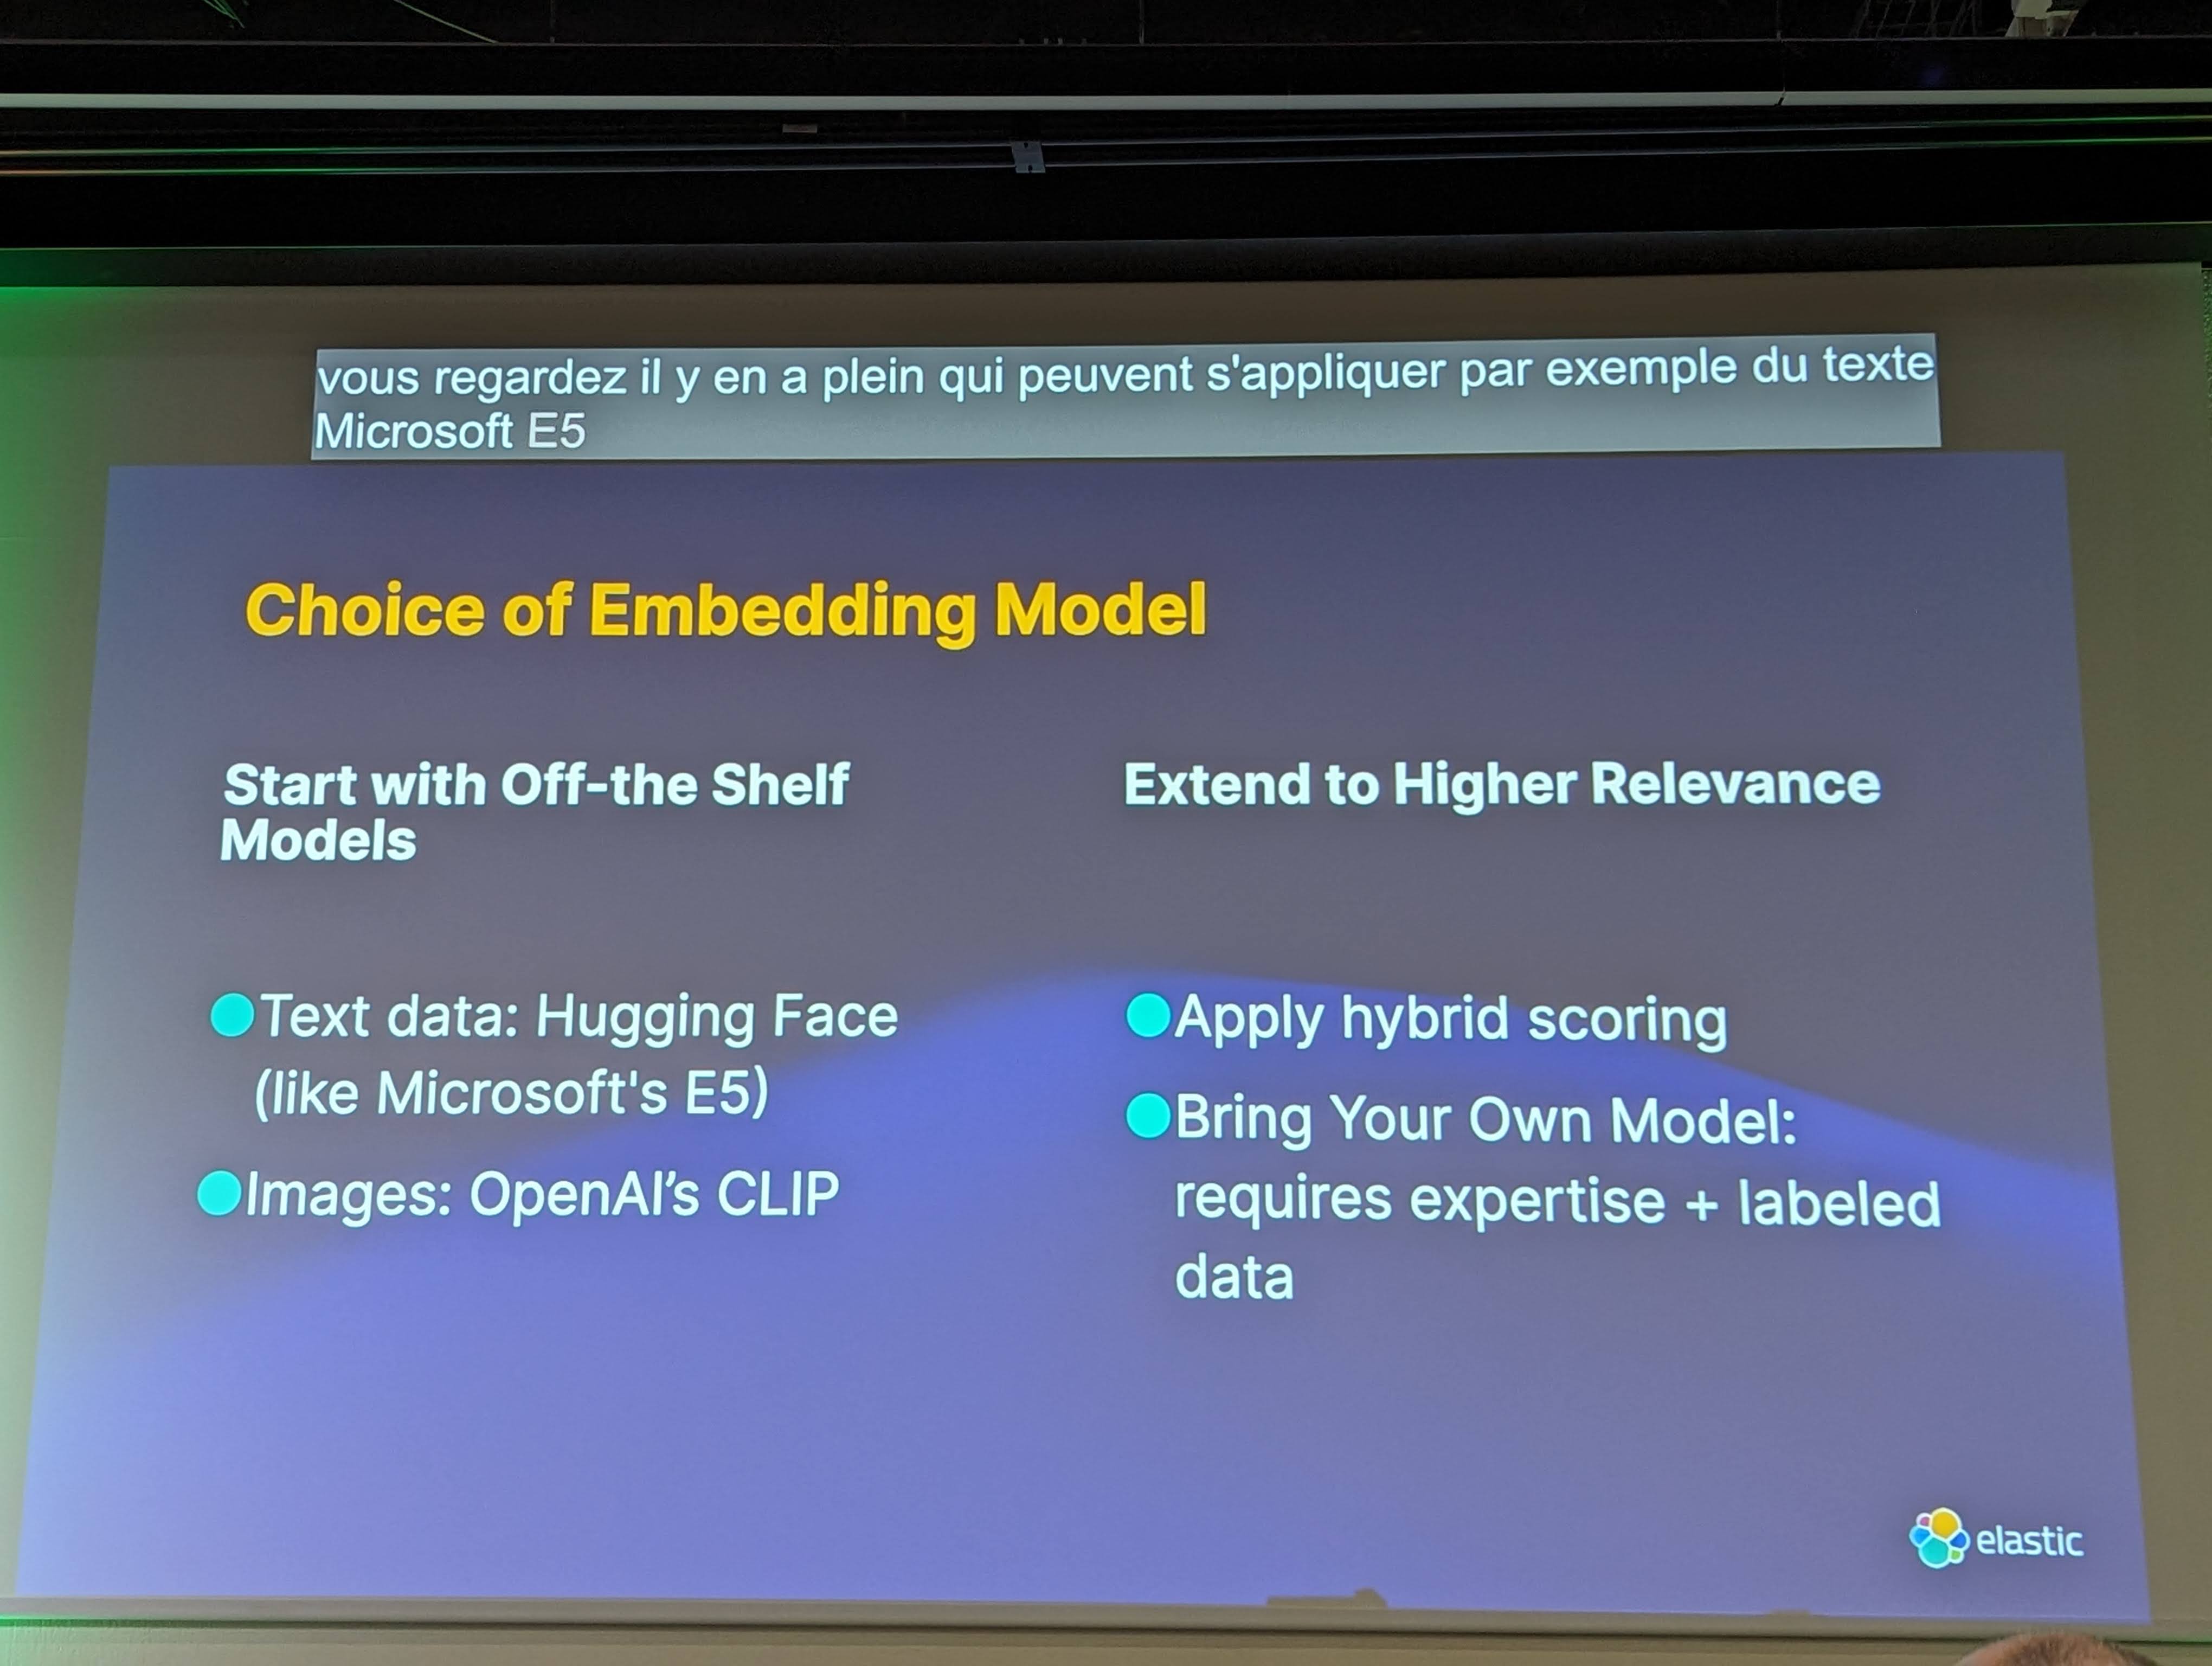 vous regardez il y en a plein qui peuvent s'appliquer par exemple du texte
Microsoft E5
Choice of Embedding Model
Start with Off-the Shelf
Models
Text data: Hugging Face
(like Microsoft's E5)
Images: OpenAI’s CLIP
Extend to Higher Relevance
Apply hybrid scoring
Bring Your Own Model:
requires expertise + labeled
data
elastic